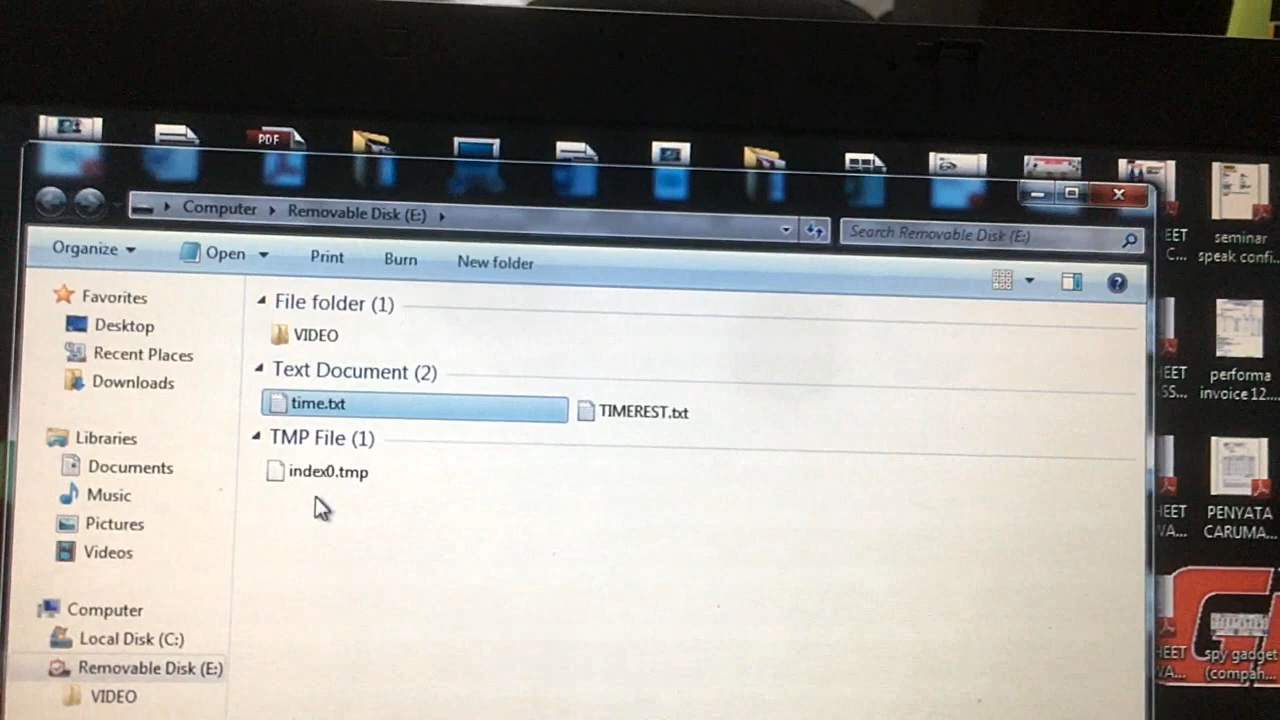 PDF
Computer
Removable Disk (E:)
Search Removable Disk (E:)
Organize
Open
Print
Burn
New folder
Favorites
Desktop
Recent Places
Downloads
Libraries
Documents
Music
Pictures
Videos
Computer
Local Disk (C:)
Removable Disk (E:)
VIDEO
File folder (1)
VIDEO
Text Document (2)
time.txt
TIMEREST.txt
TMP File (1)
index0.tmp
EET
C...
seminar
speak confi...
EET
SS...
performa
invoice 12....
HEET
VA...
PENYATA
CARUMA...
HEET
VA...
spy gadget
(compah...